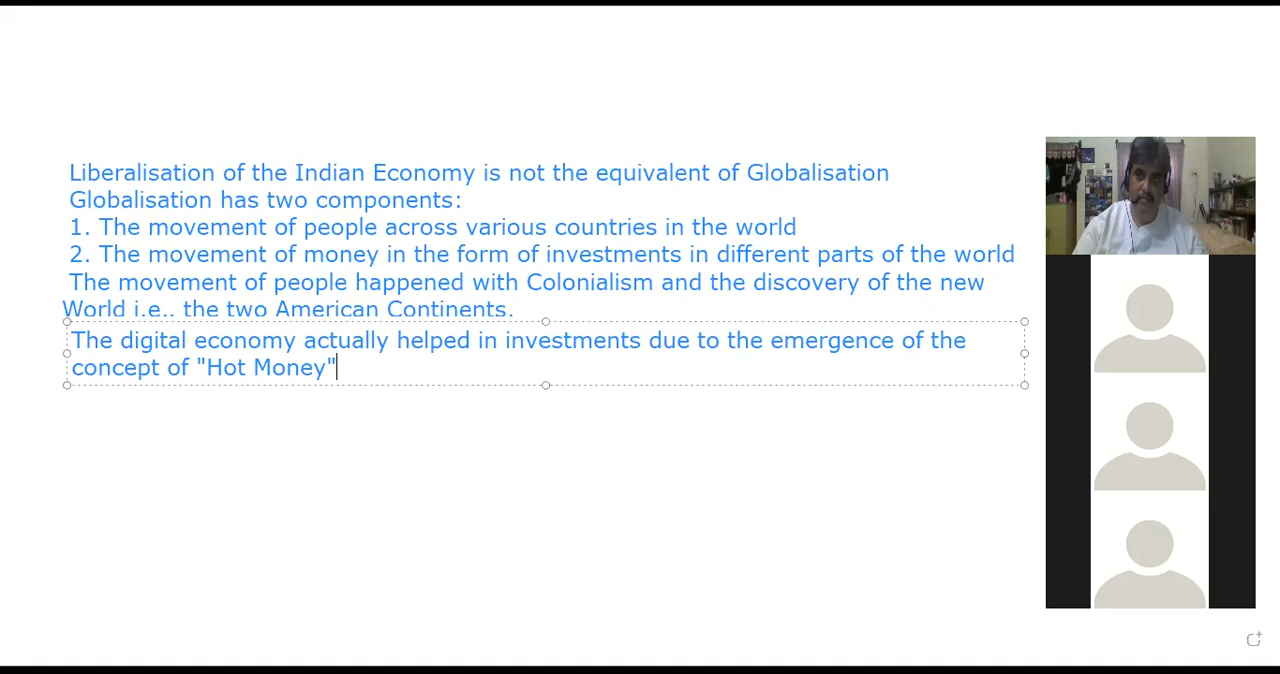 Liberalisation of the Indian Economy is not the equivalent of Globalisation
Globalisation has two components:
1. The movement of people across various countries in the world
2. The movement of money in the form of investments in different parts of the world
The movement of people happened with Colonialism and the discovery of the new
World i.e., the two American Continents.
The digital economy actually helped in investments due to the emergence of the
concept of "Hot Money"